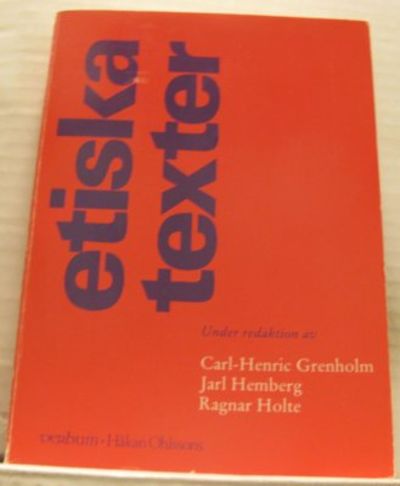 etiska
texter
Under redaktion av
Carl-Henric Grenholm
Jarl Hemberg
Ragnar Holte
verbum · Håkan Ohlssons